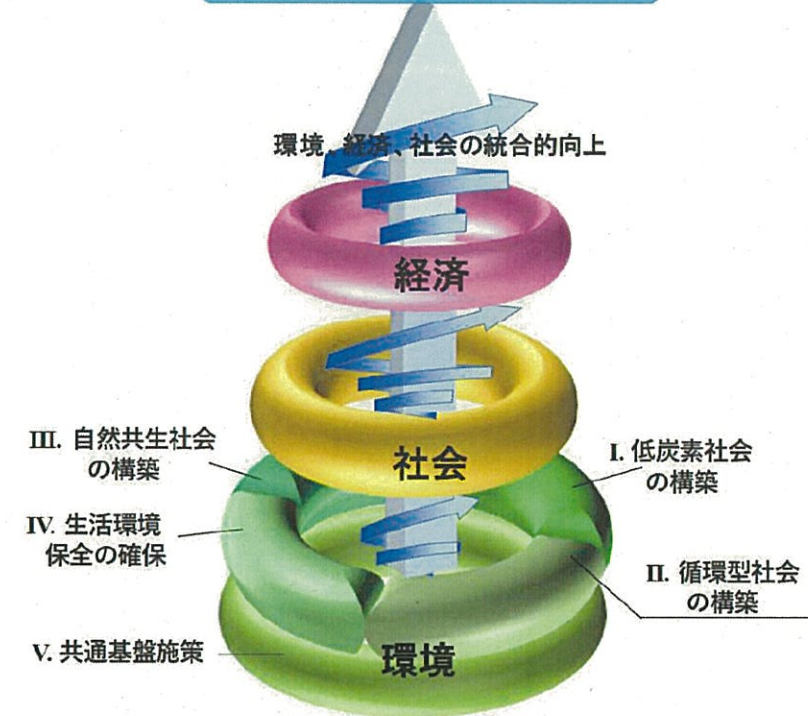 環境、経済、社会の統合的向上
経済
社会
III. 自然共生社会
の構築
I. 低炭素社会
の構築
IV. 生活環境
保全の確保
II. 循環型社会
の構築
V. 共通基盤施策
環境